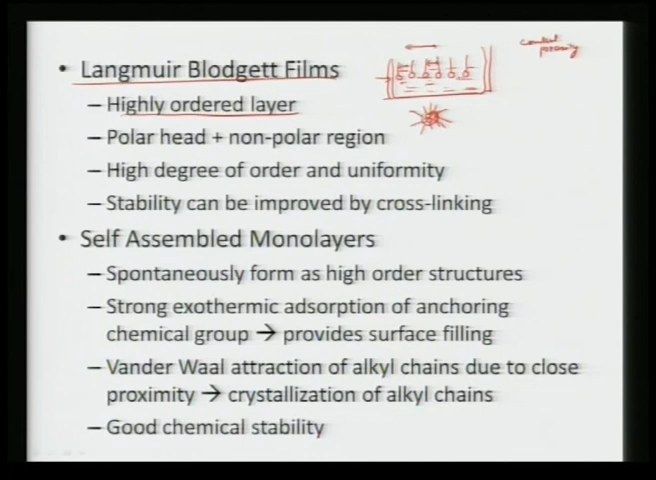 • Langmuir Blodgett Films
– Highly ordered layer
– Polar head + non-polar region
– High degree of order and uniformity
– Stability can be improved by cross-linking
• Self Assembled Monolayers
– Spontaneously form as high order structures
– Strong exothermic adsorption of anchoring
chemical group → provides surface filling
– Vander Waal attraction of alkyl chains due to close
proximity → crystallization of alkyl chains
– Good chemical stability